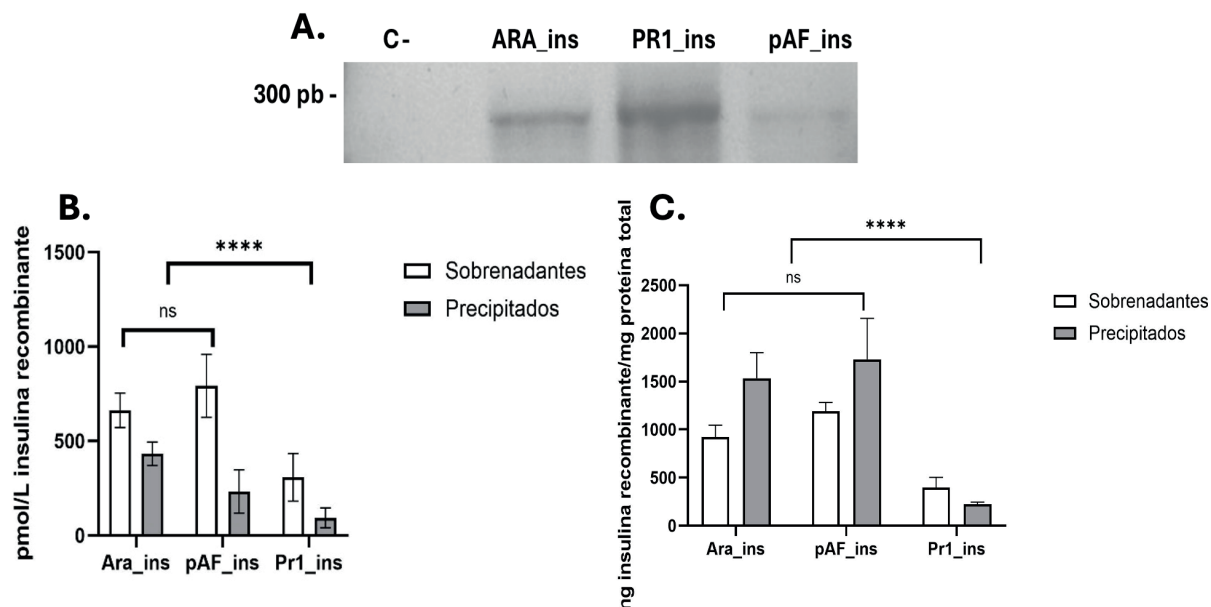 A.
C- ARA_ins PR1_ins pAF_ins
300 pb -
B.
pmol/L insulina recombinante
1500
1000
500
0
****
ns
Ara_ins pAF_ins Pr1_ins
Sobrenadantes
Precipitados
C.
ng insulina recombinante/mg proteína total
2500
2000
1500
1000
500
0
****
ns
Ara_ins pAF_ins Pr1_ins
Sobrenadantes
Precipitados